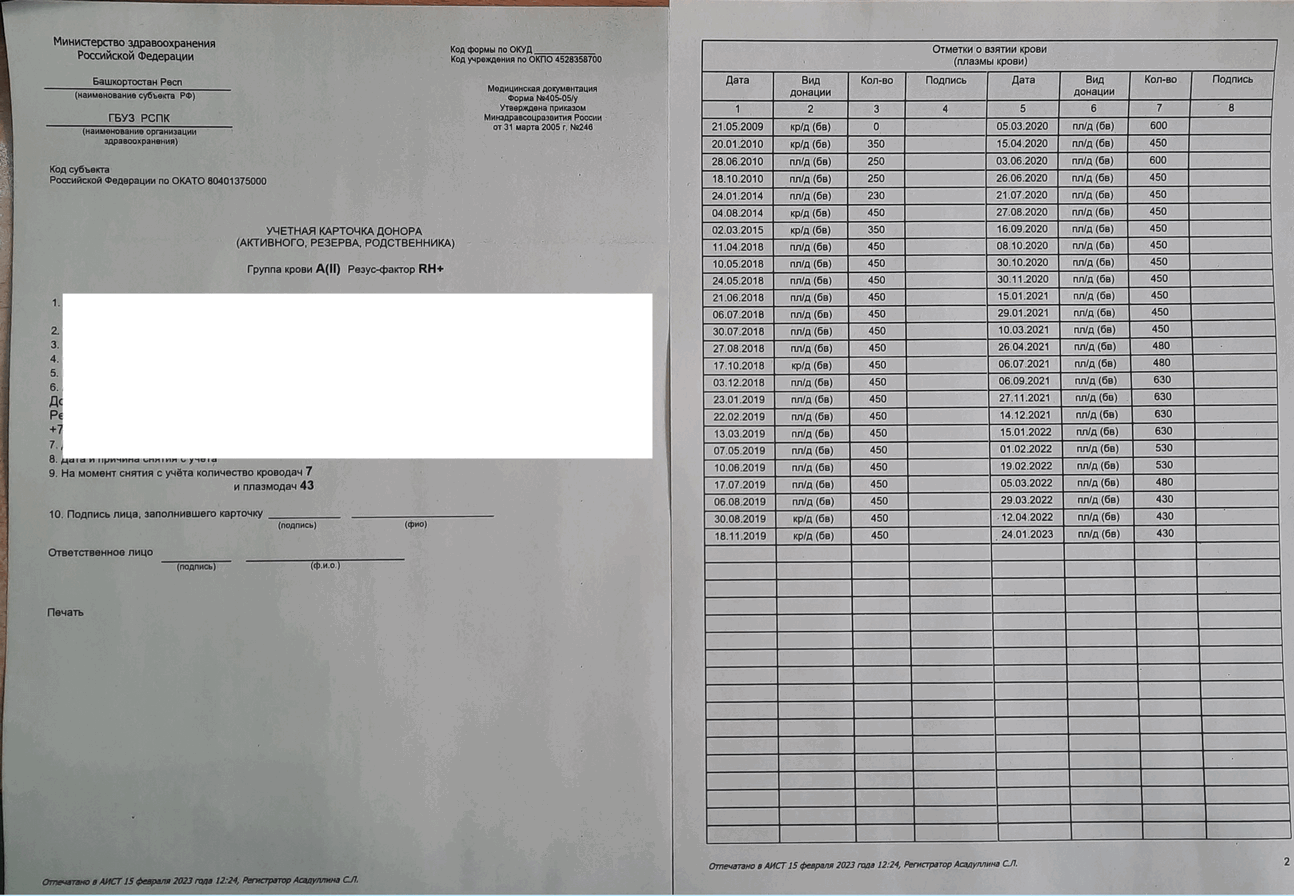 Министерство здравоохранения
Российской Федерации
Башкортостан Респ
(наименование субъекта РФ)
ГБУЗ РСПК
(наименование организации
здравоохранения)
Код формы по ОКУД
Код учреждения по ОКПО 4528358700
Медицинская документация
Форма №405-05/у
Утверждена приказом
Минздравсоцразвития России
от 31 марта 2005 г. №246
Код субъекта
Российской Федерации по ОКАТО 80401375000
УЧЕТНАЯ КАРТОЧКА ДОНОРА
(АКТИВНОГО, РЕЗЕРВА, РОДСТВЕННИКА)
Группа крови A(II) Резус-фактор RH+
1.
2.
3.
4.
5.
6.
До
Ре
+7
7.
8. Дата и причина снятия с учёта
9. На момент снятия с учёта количество кроводач 7
и плазмодач 43
10. Подпись лица, заполнившего карточку
(подпись) (фио)
Ответственное лицо
(подпись) (ф.и.о.)
Печать
Отпечатано в АИСТ 15 февраля 2023 года 12:24, Регистратор Асадуллина С.Л.
Отметки о взятии крови
(плазмы крови)
Дата Вид донации Кол-во Подпись Дата Вид донации Кол-во Подпись
1 2 3 4 5 6 7 8
21.05.2009 кр/д (бв) 0 05.03.2020 пл/д (бв) 600
20.01.2010 кр/д (бв) 350 15.04.2020 пл/д (бв) 450
28.06.2010 пл/д (бв) 250 03.06.2020 пл/д (бв) 600
18.10.2010 пл/д (бв) 250 26.06.2020 пл/д (бв) 450
24.01.2014 пл/д (бв) 230 21.07.2020 пл/д (бв) 450
04.08.2014 кр/д (бв) 450 27.08.2020 пл/д (бв) 450
02.03.2015 кр/д (бв) 350 16.09.2020 пл/д (бв) 450
11.04.2018 пл/д (бв) 450 08.10.2020 пл/д (бв) 450
10.05.2018 пл/д (бв) 450 30.10.2020 пл/д (бв) 450
24.05.2018 пл/д (бв) 450 30.11.2020 пл/д (бв) 450
21.06.2018 пл/д (бв) 450 15.01.2021 пл/д (бв) 450
06.07.2018 пл/д (бв) 450 29.01.2021 пл/д (бв) 450
30.07.2018 пл/д (бв) 450 10.03.2021 пл/д (бв) 450
27.08.2018 пл/д (бв) 450 26.04.2021 пл/д (бв) 480
17.10.2018 кр/д (бв) 450 06.07.2021 пл/д (бв) 480
03.12.2018 пл/д (бв) 450 06.09.2021 пл/д (бв) 630
23.01.2019 пл/д (бв) 450 27.11.2021 пл/д (бв) 630
22.02.2019 пл/д (бв) 450 14.12.2021 пл/д (бв) 630
13.03.2019 пл/д (бв) 450 15.01.2022 пл/д (бв) 630
07.05.2019 пл/д (бв) 450 01.02.2022 пл/д (бв) 530
10.06.2019 пл/д (бв) 450 19.02.2022 пл/д (бв) 530
17.07.2019 пл/д (бв) 450 05.03.2022 пл/д (бв) 480
06.08.2019 пл/д (бв) 450 29.03.2022 пл/д (бв) 430
30.08.2019 кр/д (бв) 450 12.04.2022 пл/д (бв) 430
18.11.2019 кр/д (бв) 450 24.01.2023 пл/д (бв) 430
Отпечатано в АИСТ 15 февраля 2023 года 12:24, Регистратор Асадуллина С.Л.
2